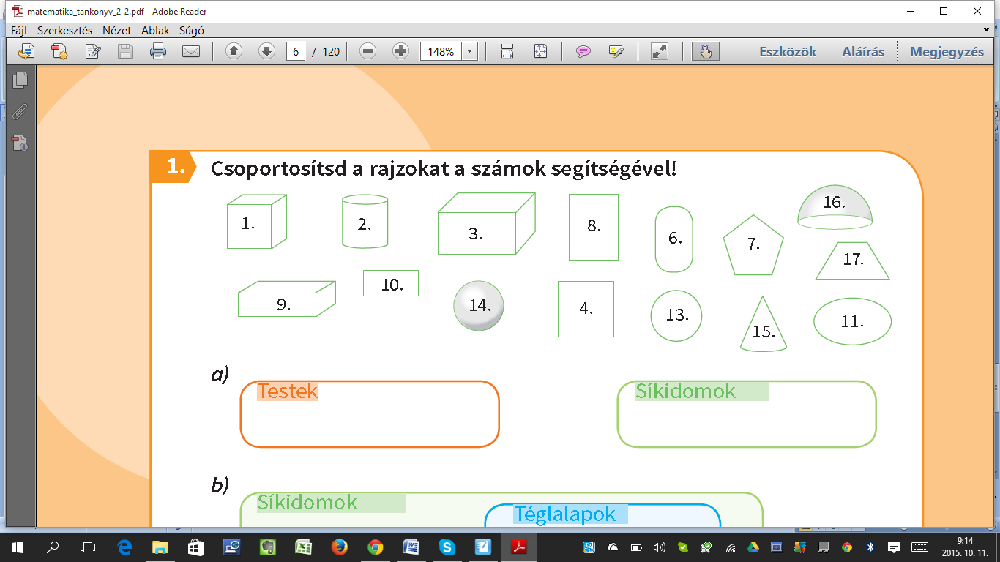 matematika_tankonyv_2-2.pdf - Adobe Reader
Fájl Szerkesztés Nézet Ablak Súgó
6 / 120 148% Eszközök Aláírás Megjegyzés
1. Csoportosítsd a rajzokat a számok segítségével!
1. 2. 3. 8. 6. 7. 16.
17.
9. 10. 14. 4. 13. 15. 11.
a)
Testek Síkidomok
b)
Síkidomok
Téglalapok
9:14
2015. 10. 11.